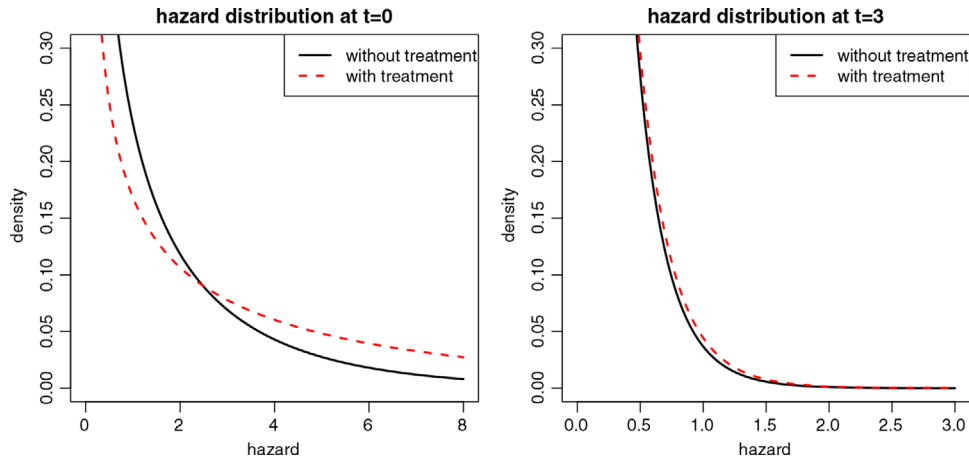 hazard distribution at t=0
without treatment
with treatment
density
0.30
0.25
0.20
0.15
0.10
0.05
0.00
0 2 4 6 8
hazard
hazard distribution at t=3
without treatment
with treatment
density
0.30
0.25
0.20
0.15
0.10
0.05
0.00
0.0 0.5 1.0 1.5 2.0 2.5 3.0
hazard